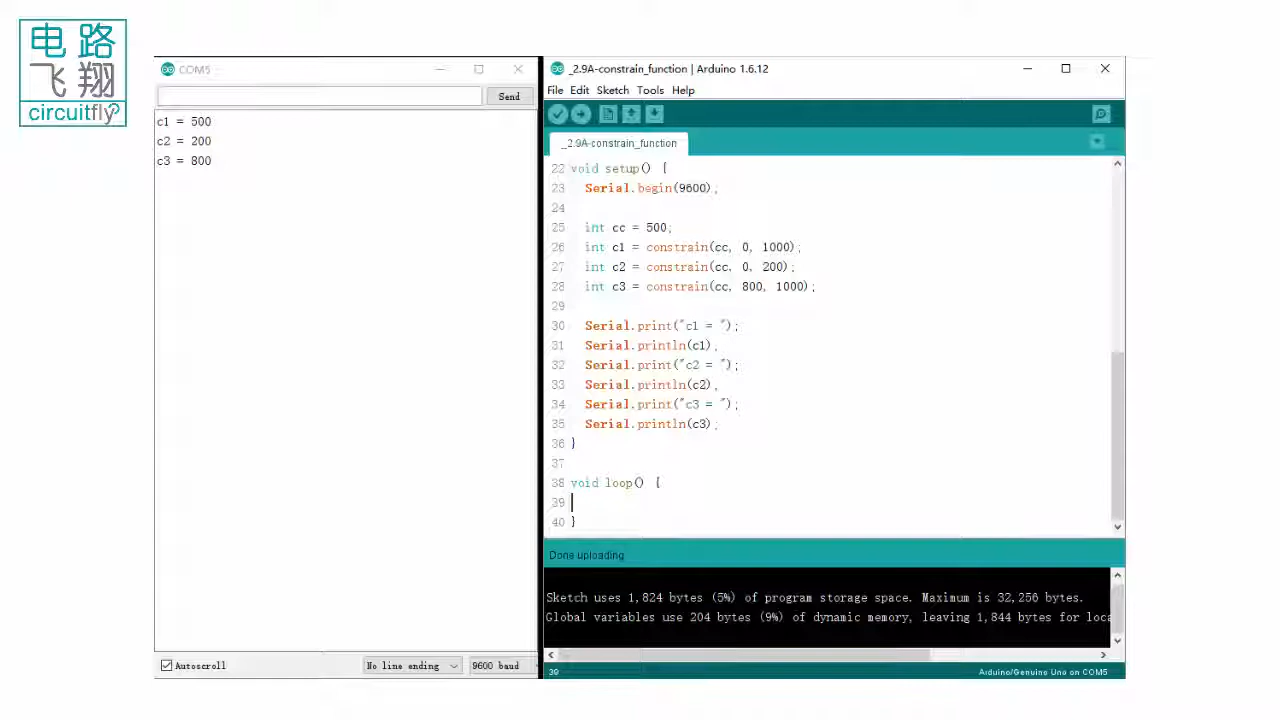 电路
飞翔
circuitfly
COM5
Send
c1 = 500
c2 = 200
c3 = 800
Autoscroll
No line ending
9600 baud
_2.9A-constrain_function | Arduino 1.6.12
File Edit Sketch Tools Help
_2.9A-constrain_function
22 void setup() {
23 Serial.begin(9600);
24
25 int cc = 500;
26 int c1 = constrain(cc, 0, 1000);
27 int c2 = constrain(cc, 0, 200);
28 int c3 = constrain(cc, 800, 1000);
29
30 Serial.print("c1 = ");
31 Serial.println(c1);
32 Serial.print("c2 = ");
33 Serial.println(c2);
34 Serial.print("c3 = ");
35 Serial.println(c3);
36 }
37
38 void loop() {
39
40 }
Done uploading
Sketch uses 1,824 bytes (5%) of program storage space. Maximum is 32,256 bytes.
Global variables use 204 bytes (9%) of dynamic memory, leaving 1,844 bytes for loca
39
Arduino/Genuino Uno on COM5